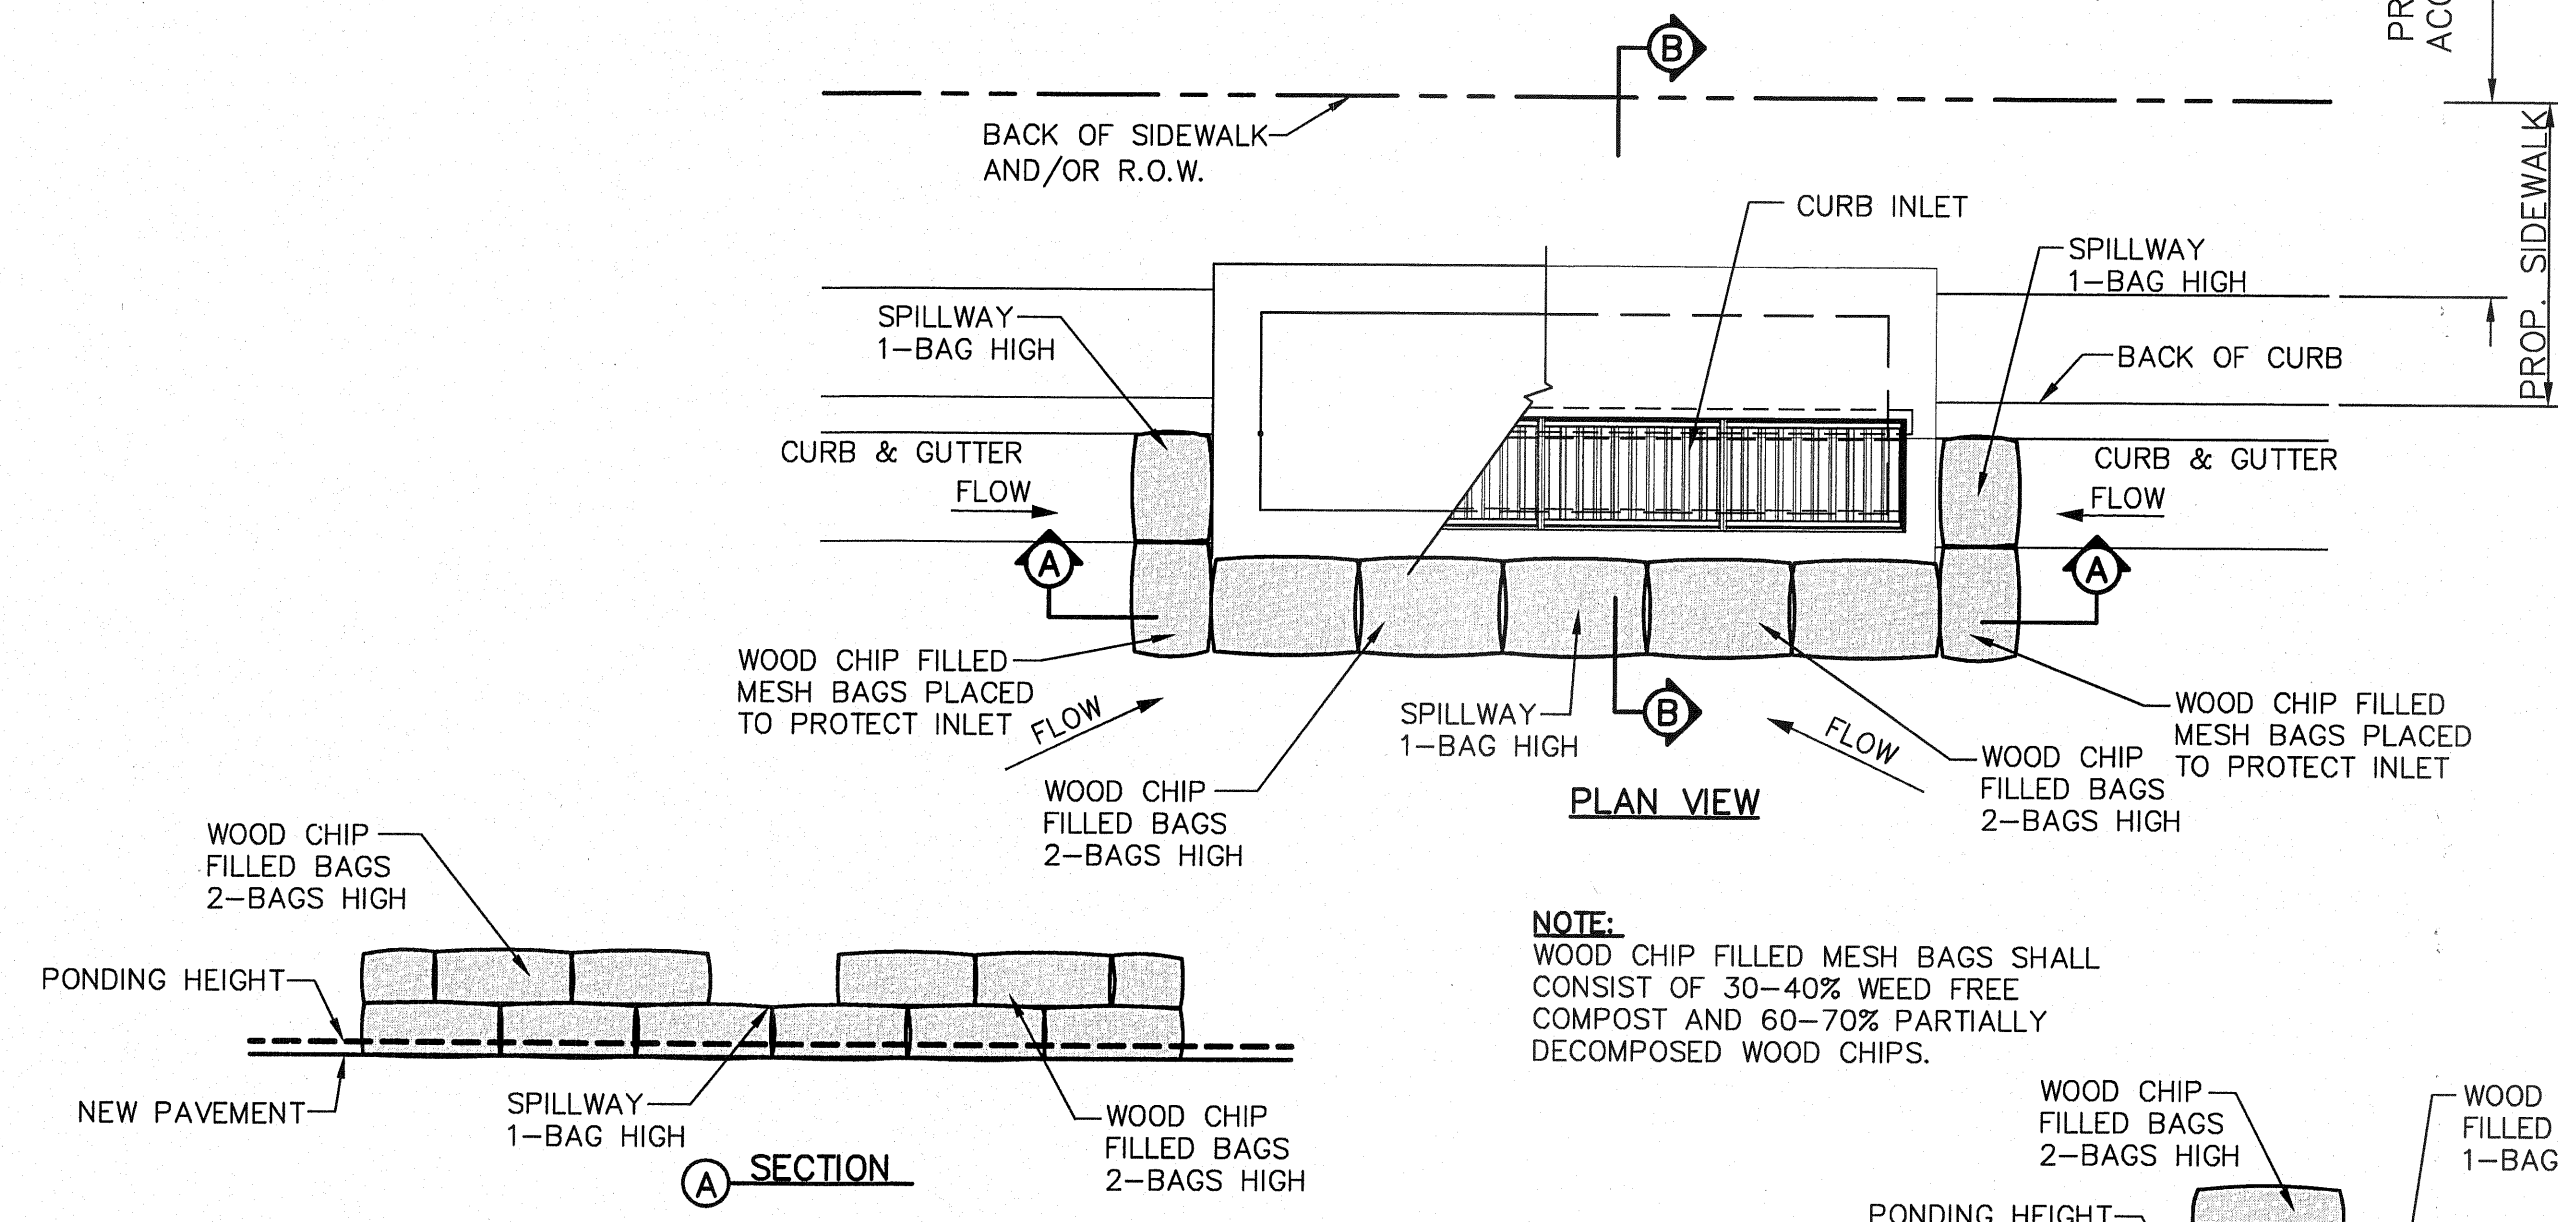 PR
ACC
B
BACK OF SIDEWALK
AND/OR R.O.W.
CURB INLET
SPILLWAY
1-BAG HIGH
PROP. SIDEWALK
SPILLWAY
1-BAG HIGH
BACK OF CURB
CURB & GUTTER
FLOW
CURB & GUTTER
FLOW
A
A
WOOD CHIP FILLED
MESH BAGS PLACED
TO PROTECT INLET
FLOW
SPILLWAY
1-BAG HIGH
B
FLOW
WOOD CHIP FILLED
MESH BAGS PLACED
TO PROTECT INLET
WOOD CHIP
FILLED BAGS
2-BAGS HIGH
WOOD CHIP
FILLED BAGS
2-BAGS HIGH
PLAN VIEW
WOOD CHIP
FILLED BAGS
2-BAGS HIGH
PONDING HEIGHT
NEW PAVEMENT
SPILLWAY
1-BAG HIGH
WOOD CHIP
FILLED BAGS
2-BAGS HIGH
A SECTION
NOTE:
WOOD CHIP FILLED MESH BAGS SHALL
CONSIST OF 30-40% WEED FREE
COMPOST AND 60-70% PARTIALLY
DECOMPOSED WOOD CHIPS.
WOOD CHIP
FILLED BAGS
2-BAGS HIGH
WOOD
FILLED
1-BAG
PONDING HEIGHT